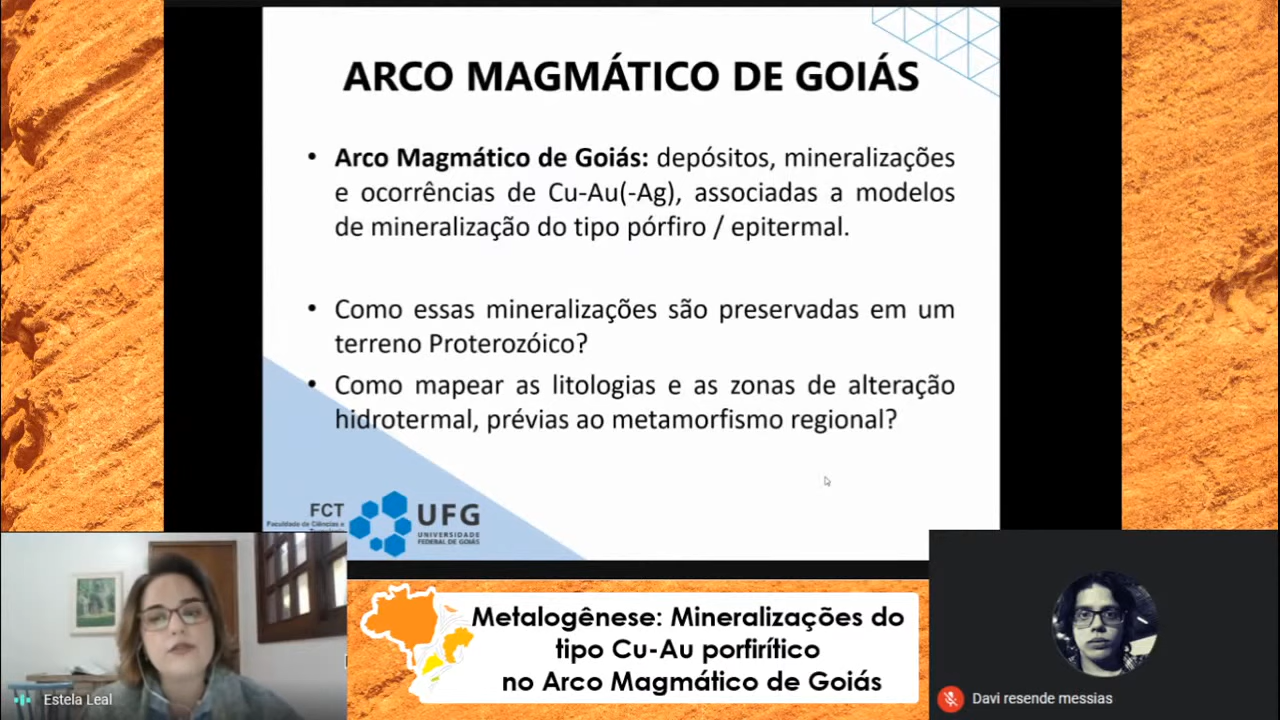 ARCO MAGMÁTICO DE GOIÁS
• Arco Magmático de Goiás: depósitos, mineralizações
e ocorrências de Cu-Au(-Ag), associadas a modelos
de mineralização do tipo pórfiro / epitermal.
• Como essas mineralizações são preservadas em um
terreno Proterozóico?
• Como mapear as litologias e as zonas de alteração
hidrotermal, prévias ao metamorfismo regional?
FCT
Faculdade de Ciências e
UFG
UNIVERSIDADE
FEDERAL DE GOIÁS
Estela Leal
Metalogênese: Mineralizações do
tipo Cu-Au porfirítico
no Arco Magmático de Goiás
Davi resende messias